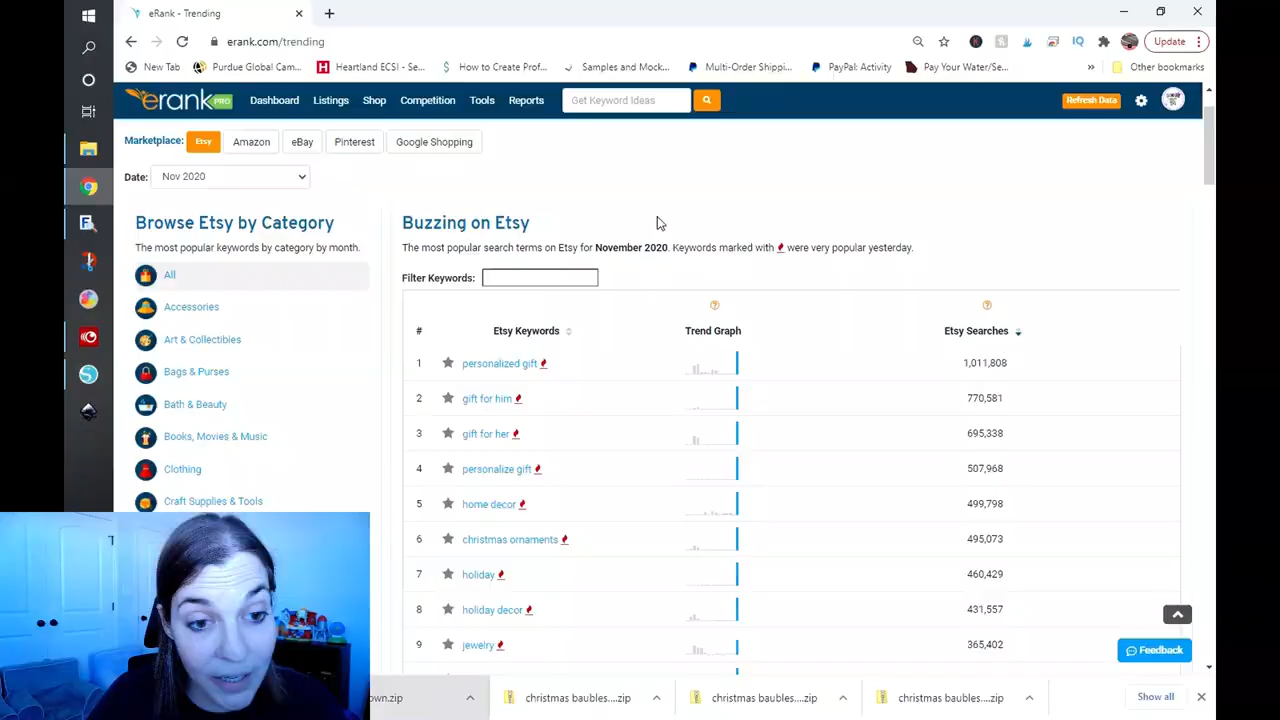 eRank - Trending
erank.com/trending
Update
New Tab
Purdue Global Cam...
Heartland ECSI - Se...
How to Create Prof...
Samples and Mock...
Multi-Order Shippi...
PayPal: Activity
Pay Your Water/Se...
»
Other bookmarks
erank PRO
Dashboard
Listings
Shop
Competition
Tools
Reports
Get Keyword Ideas
Refresh Data
Marketplace:
Etsy
Amazon
eBay
Pinterest
Google Shopping
Date:
Nov 2020
Browse Etsy by Category
The most popular keywords by category by month.
All
Accessories
Art & Collectibles
Bags & Purses
Bath & Beauty
Books, Movies & Music
Clothing
Craft Supplies & Tools
Buzzing on Etsy
The most popular search terms on Etsy for November 2020. Keywords marked with were very popular yesterday.
Filter Keywords:
# Etsy Keywords Trend Graph Etsy Searches
1 personalized gift 1,011,808
2 gift for him 770,581
3 gift for her 695,338
4 personalize gift 507,968
5 home decor 499,798
6 christmas ornaments 495,073
7 holiday 460,429
8 holiday decor 431,557
9 jewelry 365,402
Feedback
own.zip
christmas baubles....zip
christmas baubles....zip
christmas baubles....zip
Show all